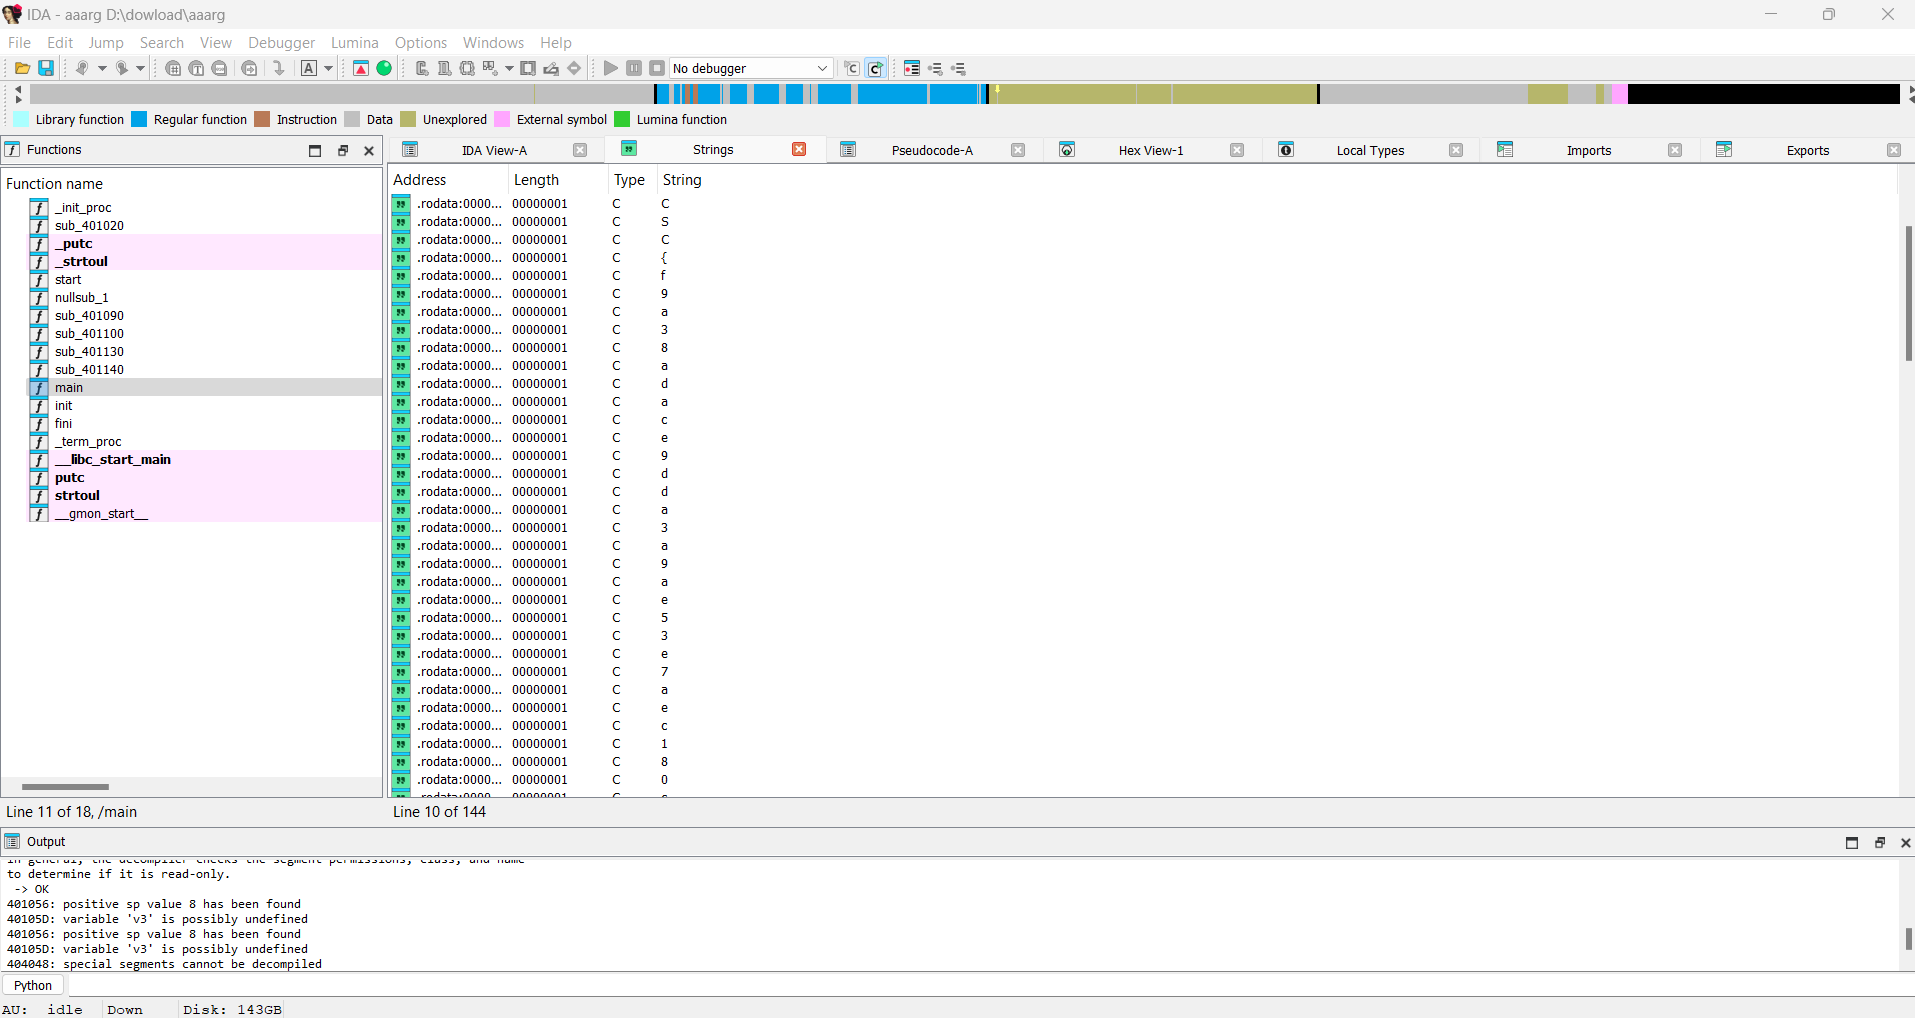 IDA - aaarg D:\dowload\aaarg
File Edit Jump Search View Debugger Lumina Options Windows Help
No debugger
Library function Regular function Instruction Data Unexplored External symbol Lumina function
Functions
IDA View-A Strings Pseudocode-A Hex View-1 Local Types Imports Exports
Function name
_init_proc
sub_401020
_putc
_strtoul
start
nullsub_1
sub_401090
sub_401100
sub_401130
sub_401140
main
init
fini
_term_proc
__libc_start_main
putc
strtoul
__gmon_start__
Line 11 of 18, /main
Address Length Type String
.rodata:0000... 00000001 C C
.rodata:0000... 00000001 C S
.rodata:0000... 00000001 C C
.rodata:0000... 00000001 C {
.rodata:0000... 00000001 C f
.rodata:0000... 00000001 C 9
.rodata:0000... 00000001 C a
.rodata:0000... 00000001 C 3
.rodata:0000... 00000001 C 8
.rodata:0000... 00000001 C a
.rodata:0000... 00000001 C d
.rodata:0000... 00000001 C a
.rodata:0000... 00000001 C c
.rodata:0000... 00000001 C e
.rodata:0000... 00000001 C 9
.rodata:0000... 00000001 C d
.rodata:0000... 00000001 C d
.rodata:0000... 00000001 C a
.rodata:0000... 00000001 C 3
.rodata:0000... 00000001 C a
.rodata:0000... 00000001 C 9
.rodata:0000... 00000001 C a
.rodata:0000... 00000001 C e
.rodata:0000... 00000001 C 5
.rodata:0000... 00000001 C 3
.rodata:0000... 00000001 C e
.rodata:0000... 00000001 C 7
.rodata:0000... 00000001 C a
.rodata:0000... 00000001 C e
.rodata:0000... 00000001 C c
.rodata:0000... 00000001 C 1
.rodata:0000... 00000001 C 8
.rodata:0000... 00000001 C 0
Line 10 of 144
Output
in general, the decompiler checks the segment permissions, class, and name
to determine if it is read-only.
-> OK
401056: positive sp value 8 has been found
40105D: variable 'v3' is possibly undefined
401056: positive sp value 8 has been found
40105D: variable 'v3' is possibly undefined
404048: special segments cannot be decompiled
Python
AU: idle Down Disk: 143GB